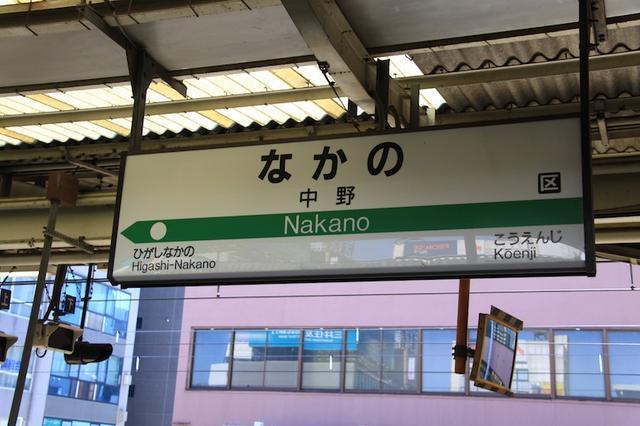 なかの
中野
区
Nakano
ひがしなかの
Higashi-Nakano
こうえんじ
Kōenji